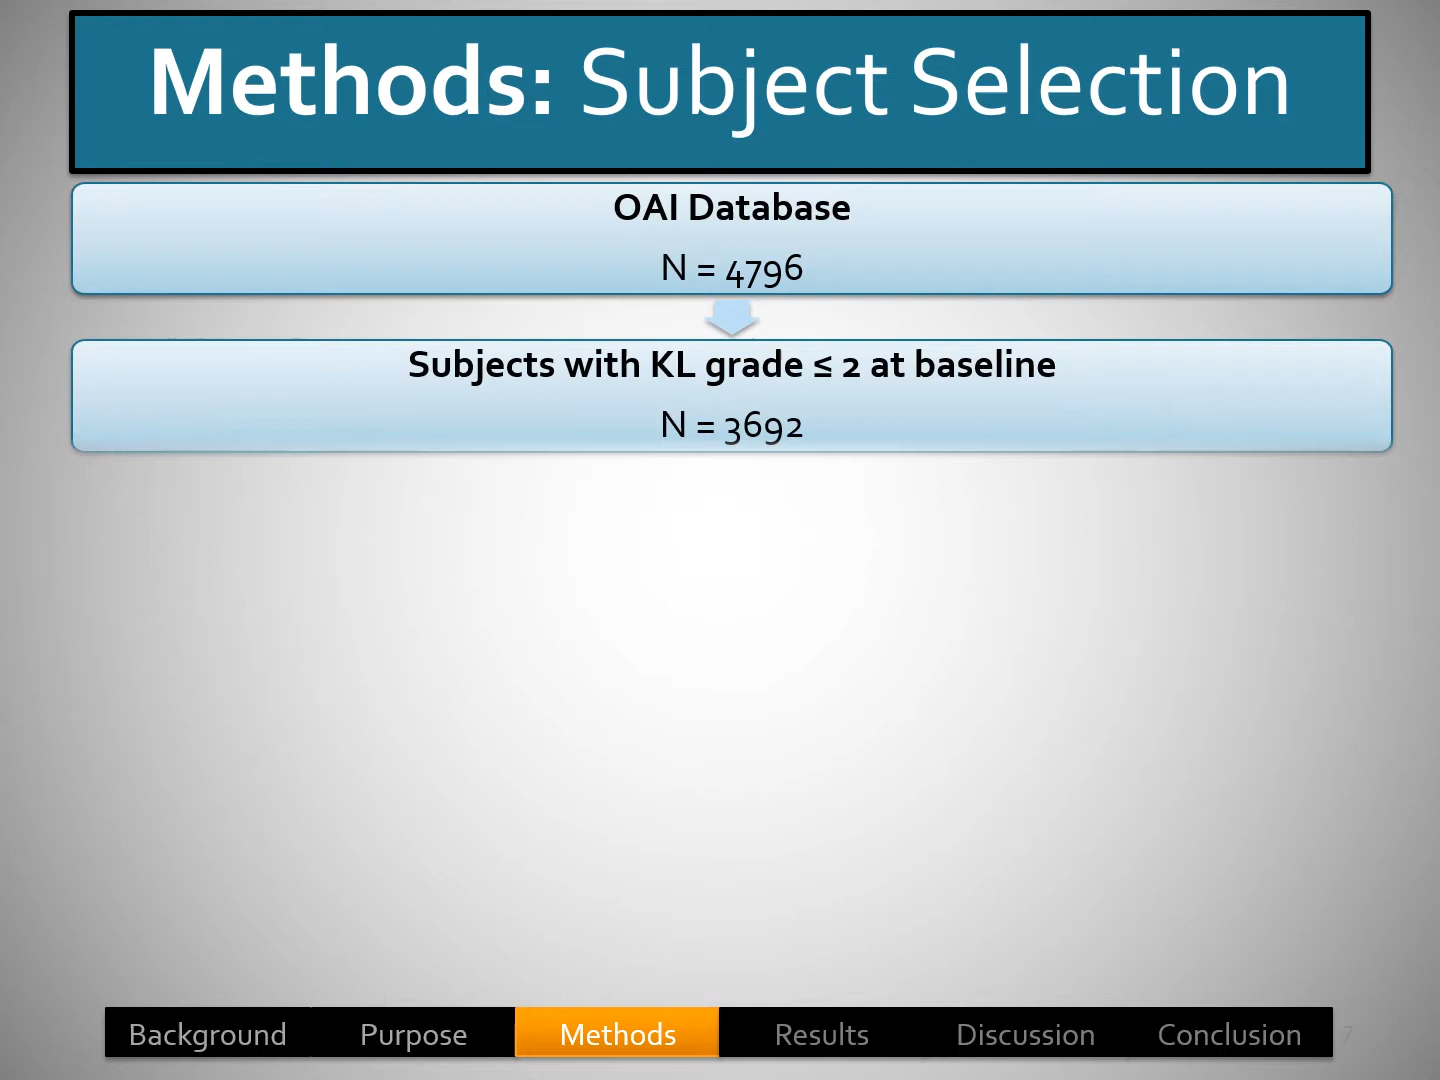 Methods: Subject Selection
OAI Database
N = 4796
Subjects with KL grade ≤ 2 at baseline
N = 3692
Background Purpose Methods Results Discussion Conclusion 7